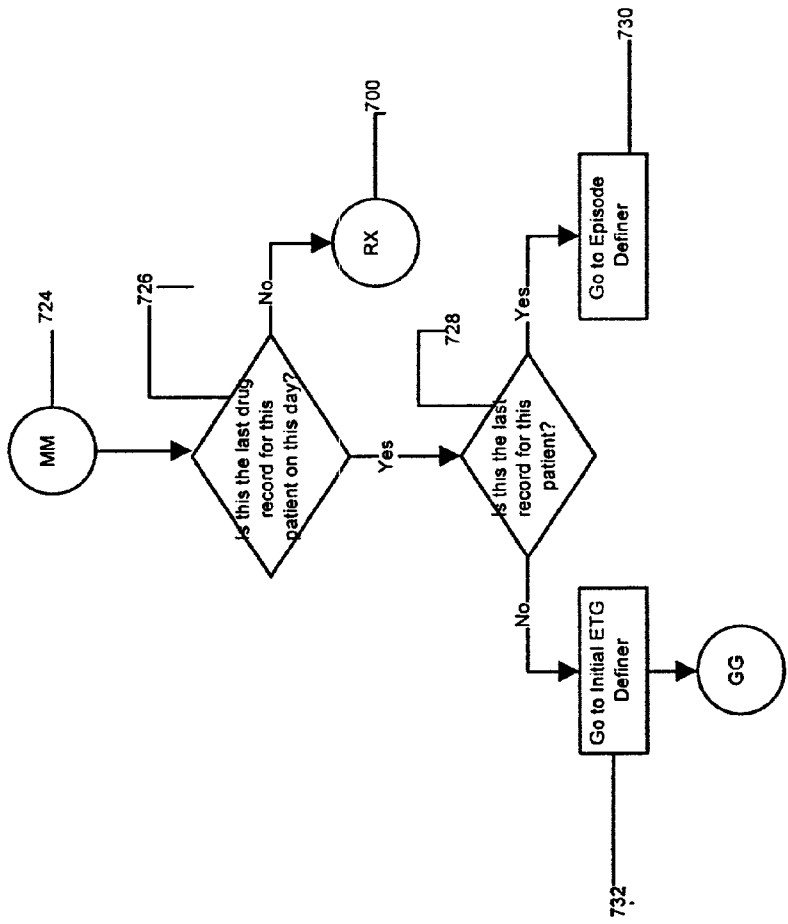 724
MM
726
Is this the last drug
record for this
patient on this day?
No
700
RX
Yes
728
Is this the last
record for this
patient?
Yes
730
Go to Episode
Definer
No
Go to Initial ETG
Definer
732
GG